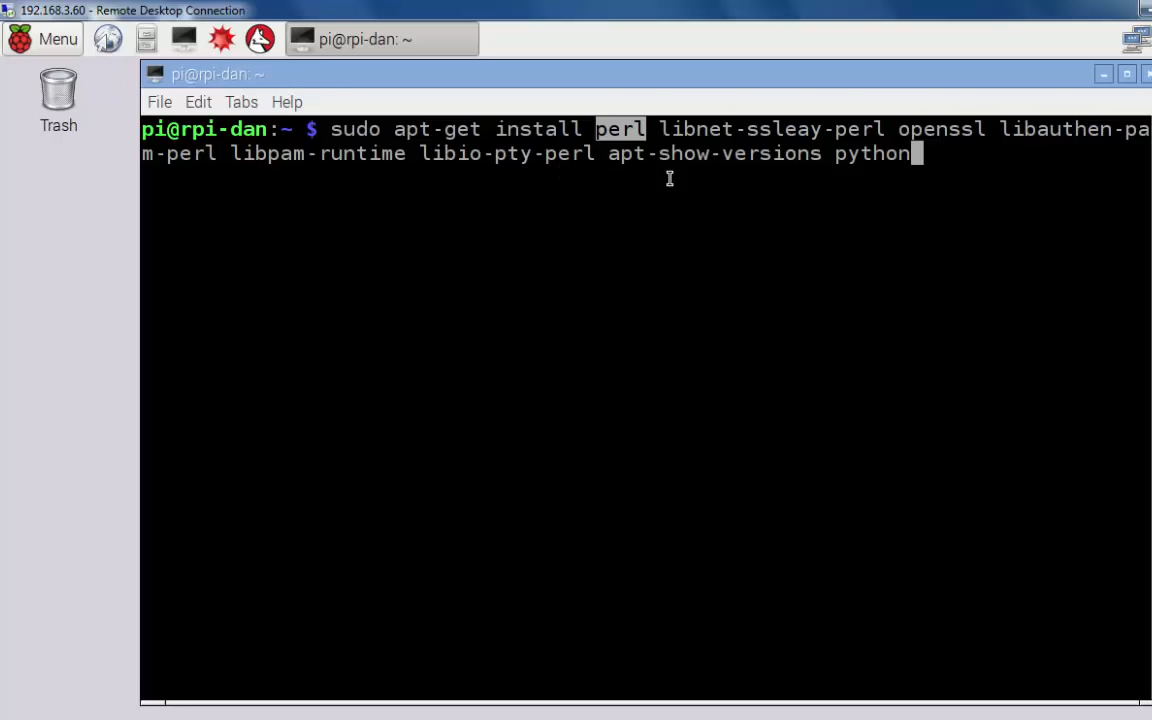 192.168.3.60 - Remote Desktop Connection
Menu
pi@rpi-dan: ~
pi@rpi-dan: ~
Trash
File Edit Tabs Help
pi@rpi-dan:~ $ sudo apt-get install perl libnet-ssleay-perl openssl libauthen-pa
m-perl libpam-runtime libio-pty-perl apt-show-versions python